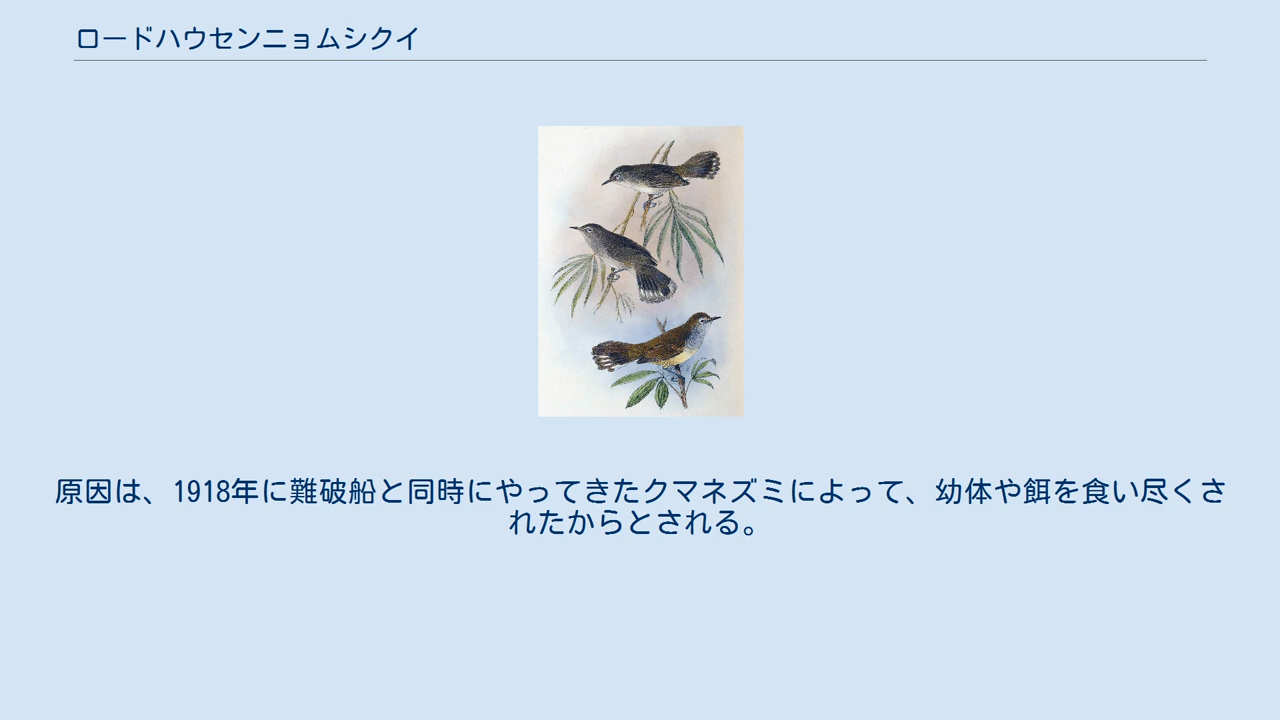 ロードハウセンニョムシクイ
原因は、1918年に難破船と同時にやってきたクマネズミによって、幼体や餌を食い尽くさ
れたからとされる。